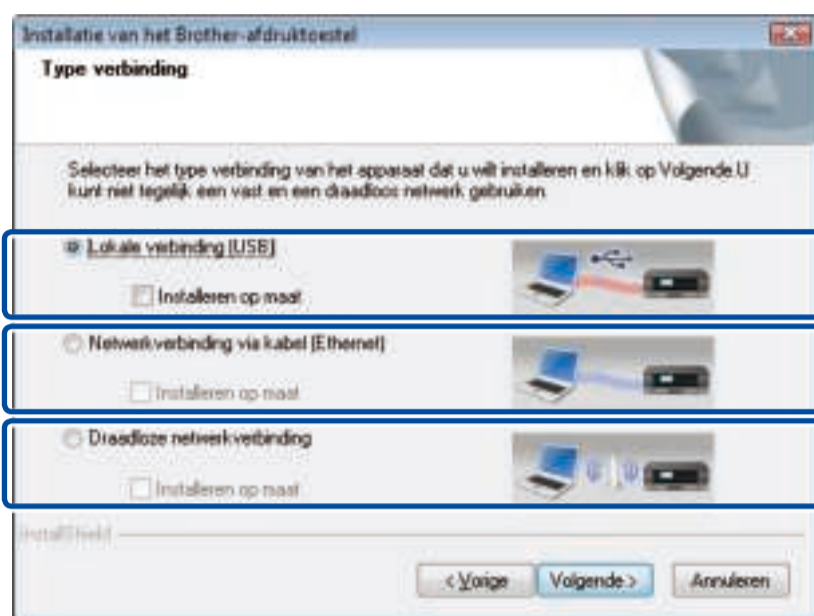 Installatie van het Brother-afdruktoestel
Type verbinding
Selecteer het type verbinding van het apparaat dat u wilt installeren en klik op Volgende.U
kunt niet tegelijk een vast en een draadloos netwerk gebruiken
Lokale verbinding (USB)
Installeren op maat
Netwerkverbinding via kabel (Ethernet)
Installeren op maat
Draadloze netwerkverbinding
Installeren op maat
InstallShield
< Vorige Volgende > Annuleren